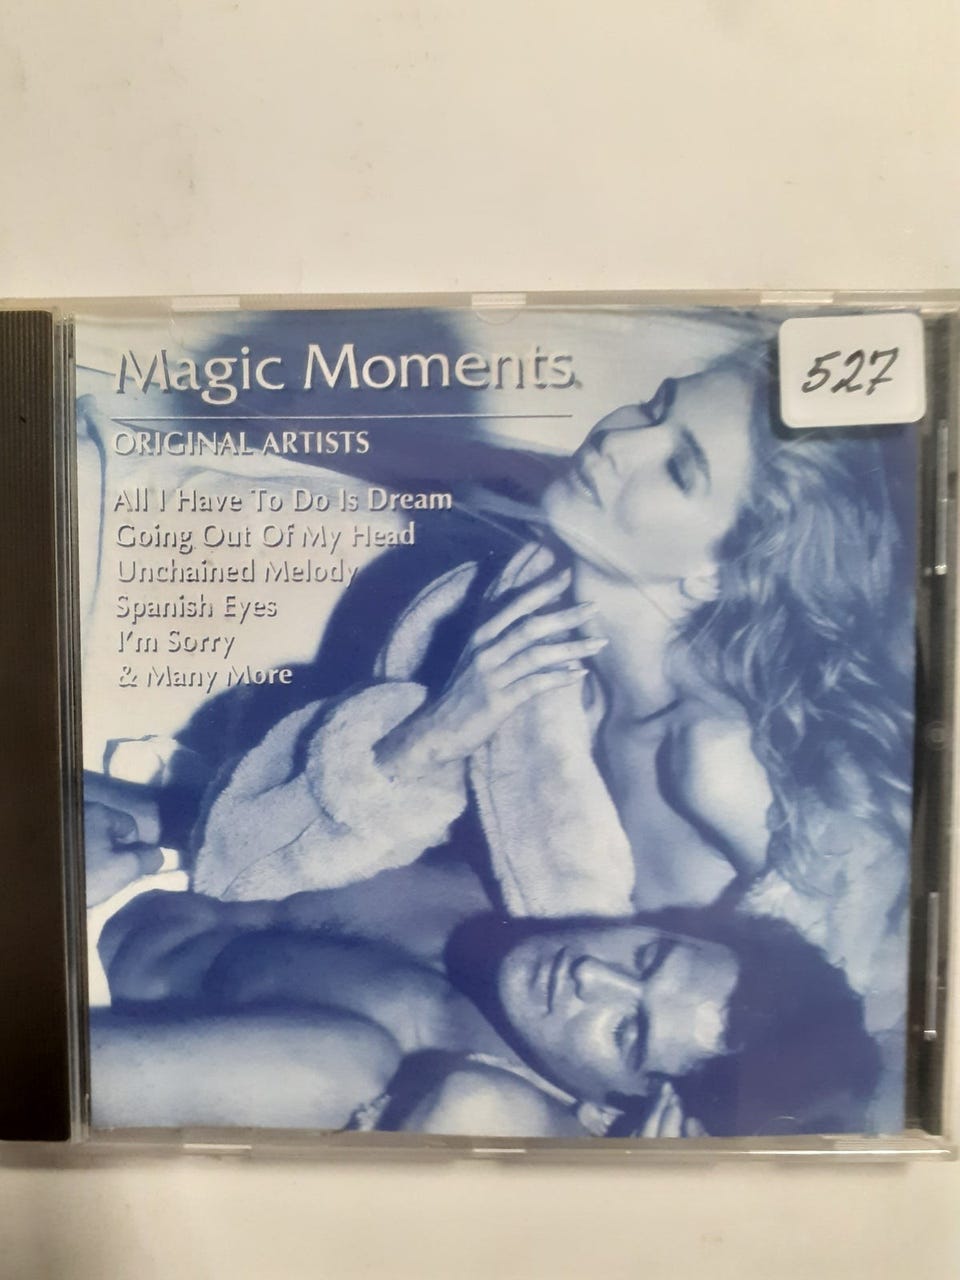 Magic Moments
527
ORIGINAL ARTISTS
All I Have To Do Is Dream
Going Out Of My Head
Unchained Melody
Spanish Eyes
I'm Sorry
& Many More